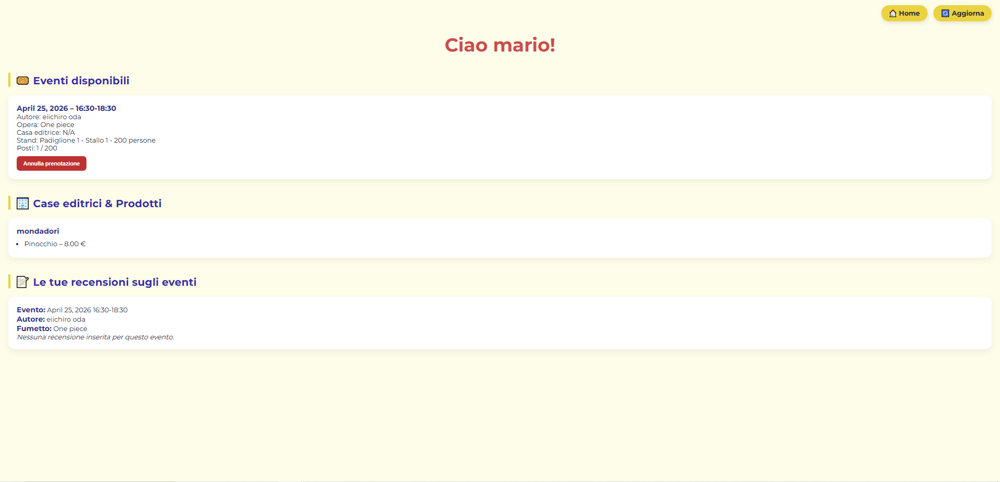 Home
Aggiorna
Ciao mario!
Eventi disponibili
April 25, 2026 – 16:30-18:30
Autore: eiichiro oda
Opera: One piece
Casa editrice: N/A
Stand: Padiglione 1 - Stallo 1 - 200 persone
Posti: 1 / 200
Annulla prenotazione
Case editrici & Prodotti
mondadori
• Pinocchio – 8.00 €
Le tue recensioni sugli eventi
Evento: April 25, 2026 16:30-18:30
Autore: eiichiro oda
Fumetto: One piece
Nessuna recensione inserita per questo evento.